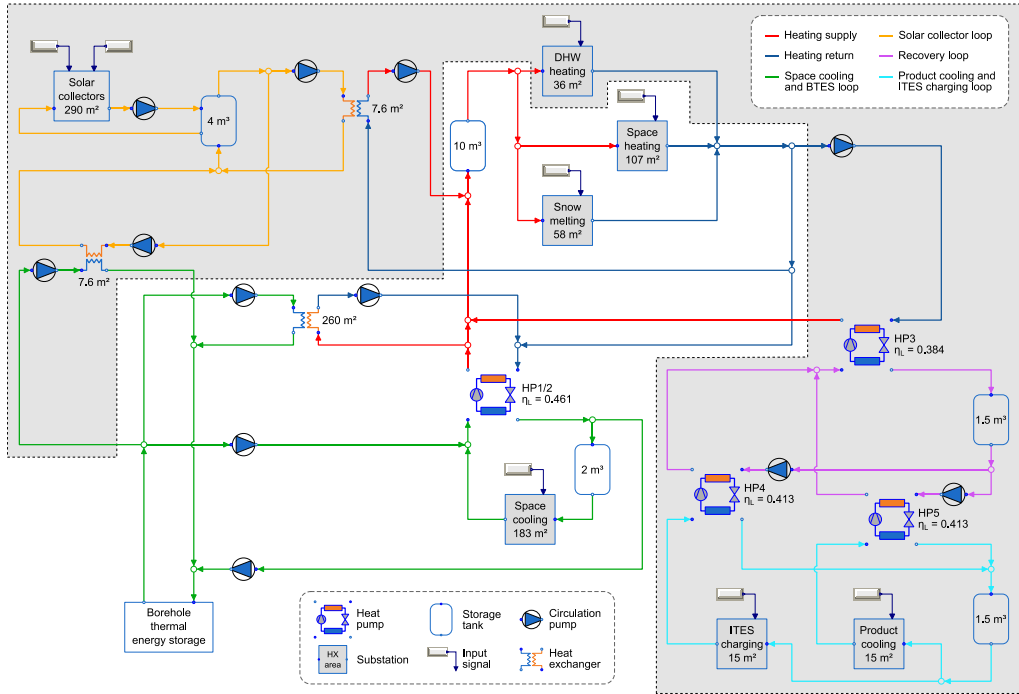 Solar
collectors
290 m²
4 m³
7.6 m²
7.6 m²
10 m³
DHW
heating
36 m²
Space
heating
107 m²
Snow
melting
58 m²
Heating supply
Heating return
Space cooling
and BTES loop
Solar collector loop
Recovery loop
Product cooling and
ITES charging loop
260 m²
HP1/2
η_L = 0.461
HP3
η_L = 0.384
1.5 m³
2 m³
Space
cooling
183 m²
HP4
η_L = 0.413
HP5
η_L = 0.413
Borehole
thermal
energy storage
ITES
charging
15 m²
Product
cooling
15 m²
1.5 m³
Heat
pump
Storage
tank
Circulation
pump
HX
area
Substation
Input
signal
Heat
exchanger